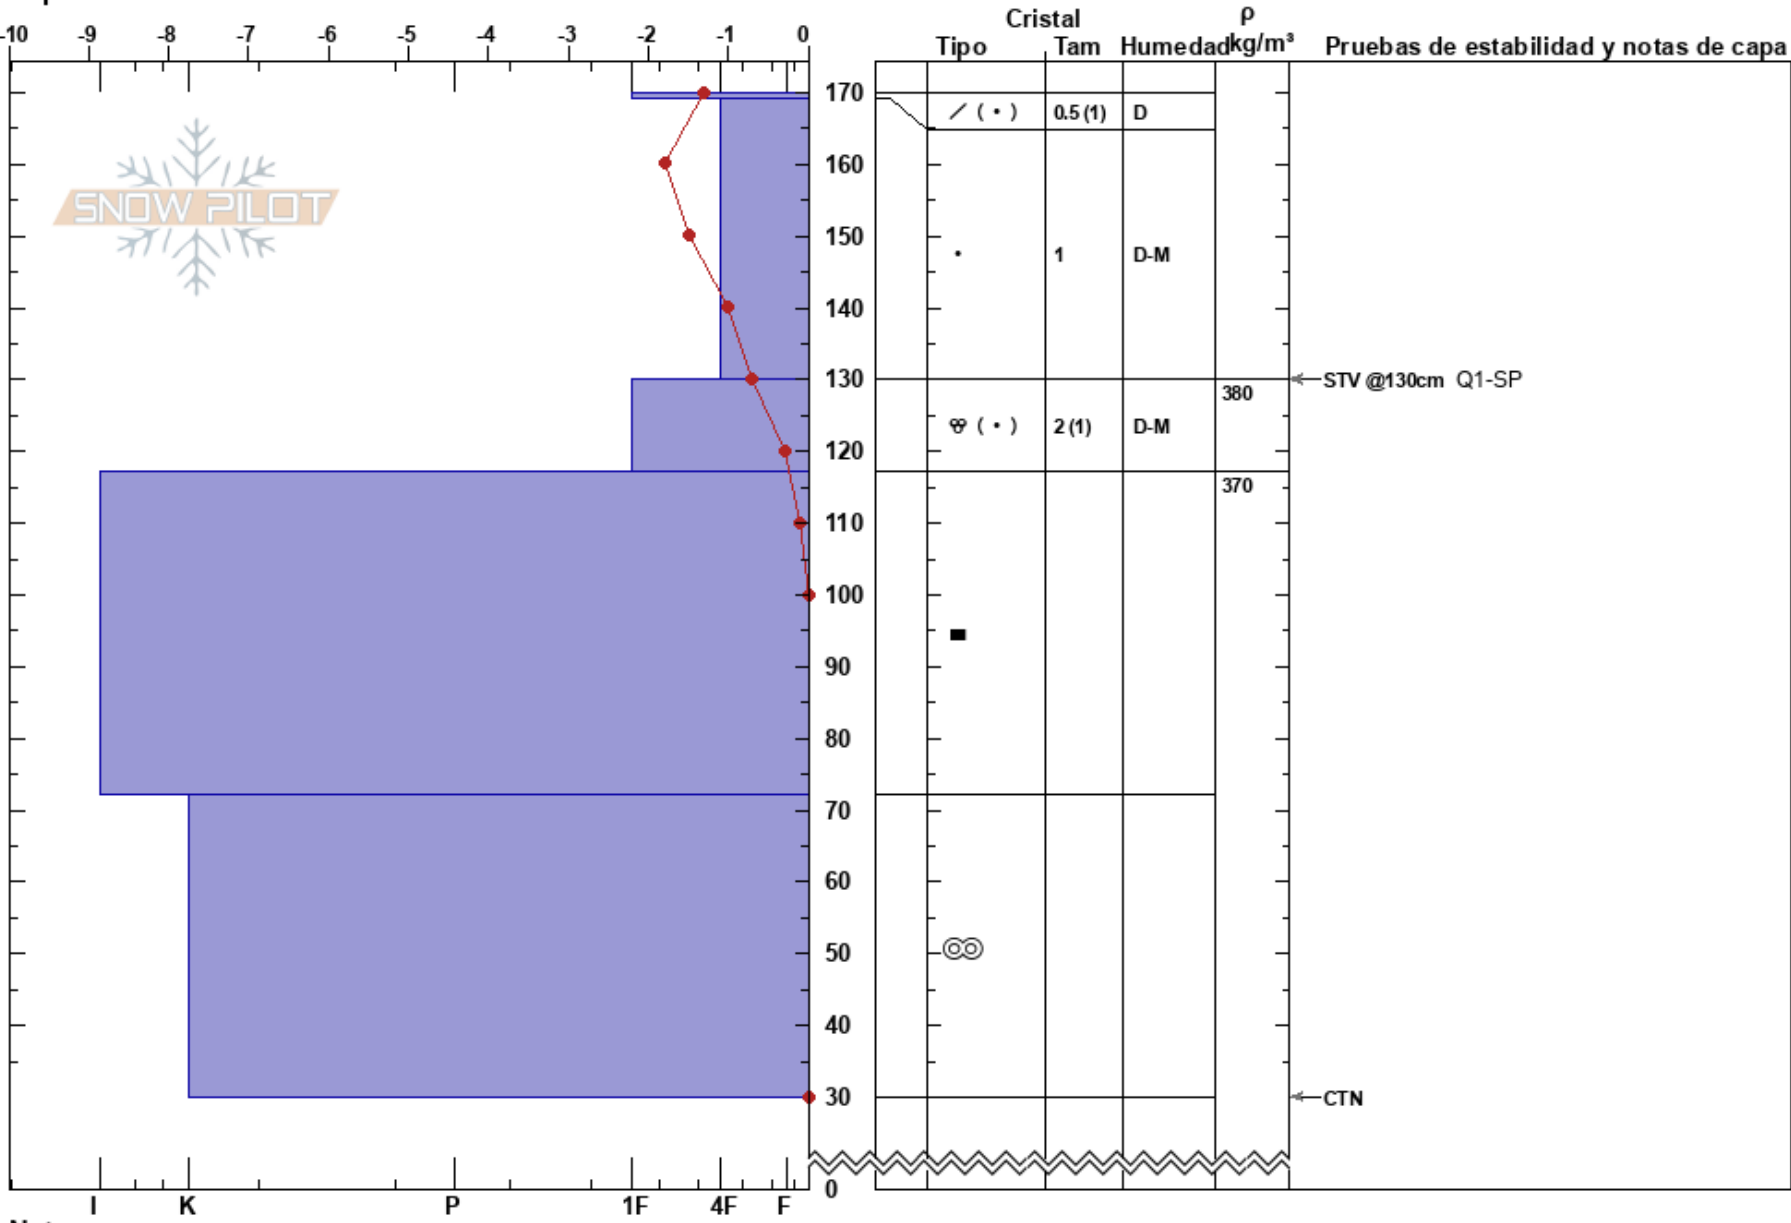 Cristal ρ
-10 -9 -8 -7 -6 -5 -4 -3 -2 -1 0 Tipo Tam Humedad kg/m³ Pruebas de estabilidad y notas de capa
170
/ ( • ) 0.5 (1) D
160
SNOW PILOT
150
• 1 D-M
140
130 STV @130cm Q1-SP
380
( • ) 2 (1) D-M
120
370
110
100
90
80
70
60
50
40
30 CTN
0
I K P 1F 4F F